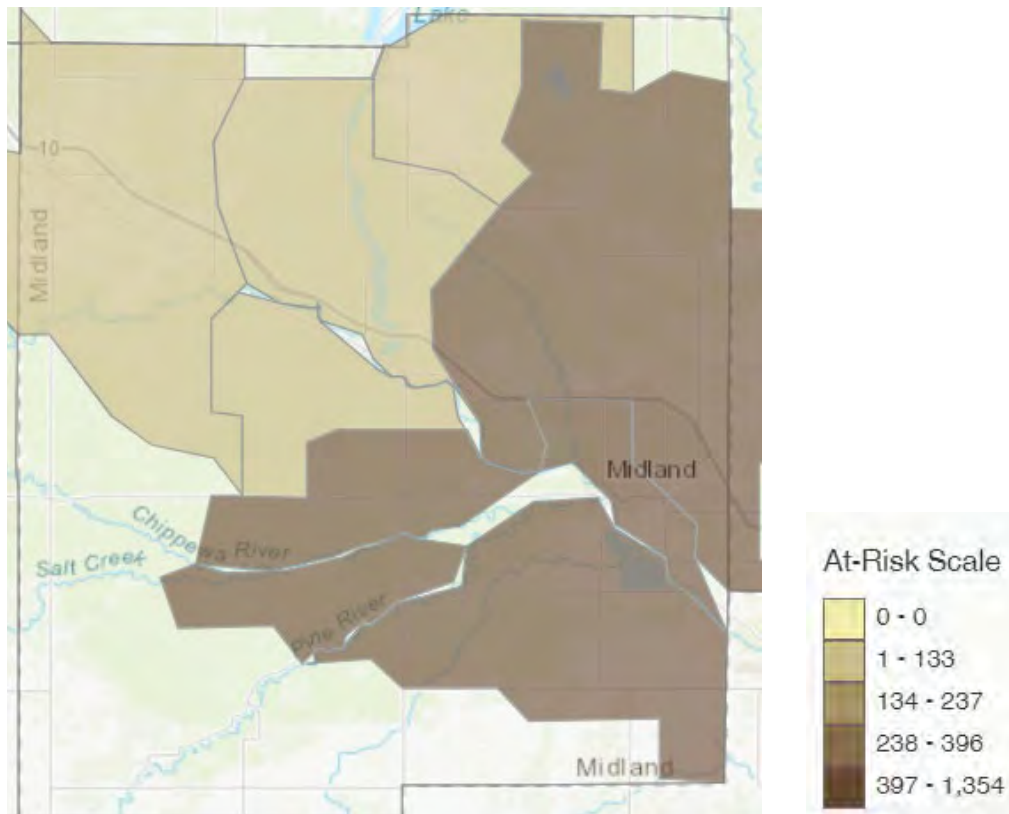 Lake
10
Midland
Midland
Chippewa River
Salt Creek
Pine River
Midland
At-Risk Scale
0 - 0
1 - 133
134 - 237
238 - 396
397 - 1,354